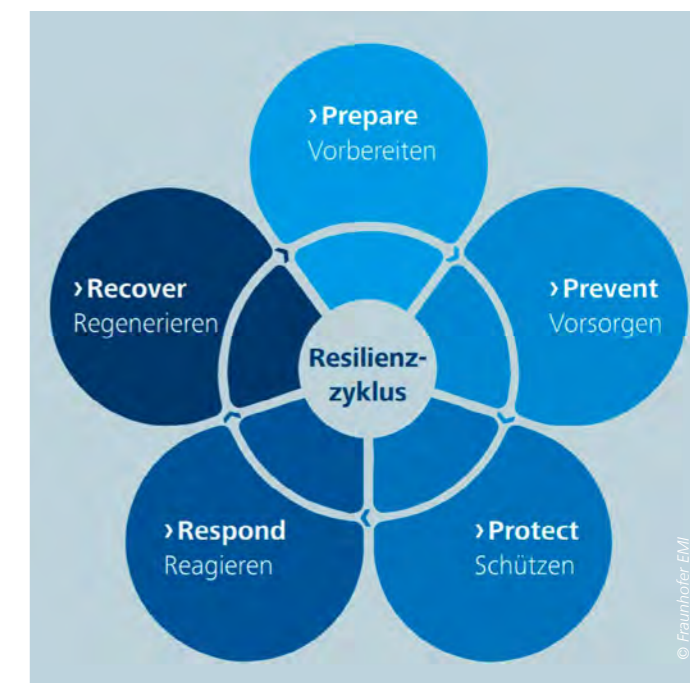 › Prepare
Vorbereiten
› Prevent
Vorsorgen
› Protect
Schützen
› Respond
Reagieren
› Recover
Regenerieren
Resilienz-
zyklus
© Fraunhofer EMI